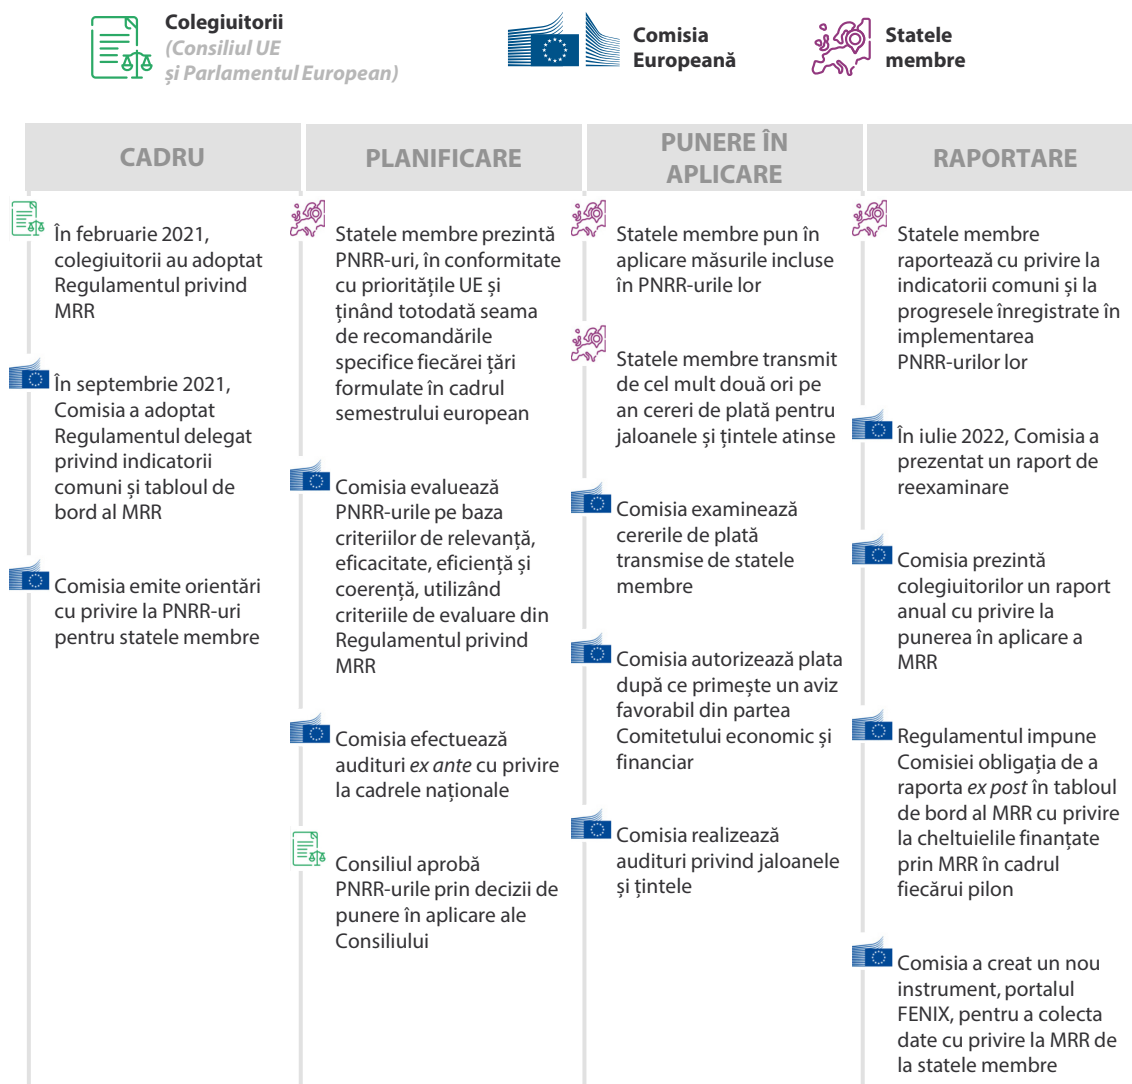 Colegiuitorii
(Consiliul UE
și Parlamentul European)
Comisia
Europeană
Statele
membre
CADRU
În februarie 2021,
colegiuitorii au adoptat
Regulamentul privind
MRR
În septembrie 2021,
Comisia a adoptat
Regulamentul delegat
privind indicatorii
comuni și tabloul de
bord al MRR
Comisia emite orientări
cu privire la PNRR-uri
pentru statele membre
PLANIFICARE
Statele membre prezintă
PNRR-uri, în conformitate
cu prioritățile UE și
ținând totodată seama
de recomandările
specifice fiecărei țări
formulate în cadrul
semestrului european
Comisia evaluează
PNRR-urile pe baza
criteriilor de relevanță,
eficacitate, eficiență și
coerență, utilizând
criteriile de evaluare din
Regulamentul privind
MRR
Comisia efectuează
audituri ex ante cu privire
la cadrele naționale
Consiliul aprobă
PNRR-urile prin decizii de
punere în aplicare ale
Consiliului
PUNERE ÎN
APLICARE
Statele membre pun în
aplicare măsurile incluse
în PNRR-urile lor
Statele membre transmit
de cel mult două ori pe
an cereri de plată pentru
jaloanele și țintele atinse
Comisia examinează
cererile de plată
transmise de statele
membre
Comisia autorizează plata
după ce primește un aviz
favorabil din partea
Comitetului economic și
financiar
Comisia realizează
audituri privind jaloanele
și țintele
RAPORTARE
Statele membre
raportează cu privire la
indicatorii comuni și la
progresele înregistrate în
implementarea
PNRR-urilor lor
În iulie 2022, Comisia a
prezentat un raport de
reexaminare
Comisia prezintă
colegiuitorilor un raport
anual cu privire la
punerea în aplicare a
MRR
Regulamentul impune
Comisiei obligația de a
raporta ex post în tabloul
de bord al MRR cu privire
la cheltuielile finanțate
prin MRR în cadrul
fiecărui pilon
Comisia a creat un nou
instrument, portalul
FENIX, pentru a colecta
date cu privire la MRR de
la statele membre